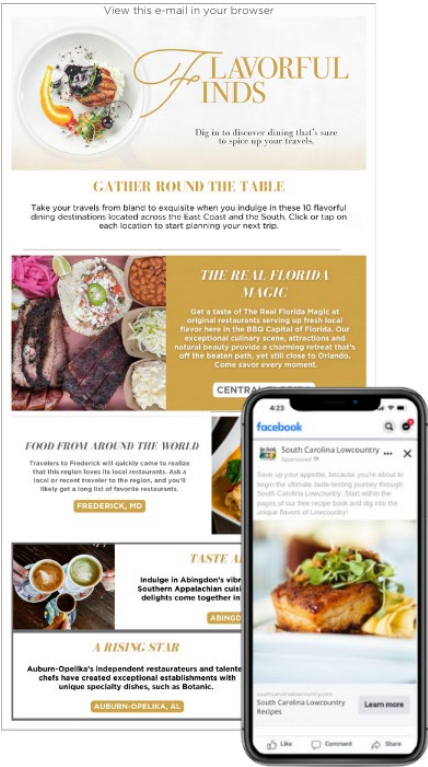 View this e-mail in your browser
FLAVORFUL
FINDS
Dig in to discover dining that's sure
to spice up your travels.
GATHER ROUND THE TABLE
Take your travels from bland to exquisite when you indulge in these 10 flavorful
dining destinations located across the East Coast and the South. Click or tap on
each location to start planning your next trip.
THE REAL FLORIDA
MAGIC
Get a taste of The Real Florida Magic at
original restaurants serving up fresh local
flavor here in the BBQ Capital of Florida. Our
exceptional culinary scene, attractions and
natural beauty provide a charming retreat that's
off the beaten path, yet still close to Orlando.
Come savor every moment.
CENTRAL FLORIDA
FOOD FROM AROUND THE WORLD
Travelers to Frederick will quickly come to realize
that this region loves its local restaurants. Ask a
local or recent traveler to the region, and you'll
likely get a long list of favorite restaurants.
FREDERICK, MD
TASTE A
Indulge in Abingdon's vibr
Southern Appalachian cuisi
delights come together in
ABINGD
A RISING STAR
Auburn-Opelika's independent restaurateurs and talente
chefs have created exceptional establishments with
unique specialty dishes, such as Botanic.
AUBURN-OPELIKA, AL
4:23
facebook
South Carolina Lowcountry
Sponsored
Save up your appetite, because you're about to
begin the ultimate taste-testing journey through
South Carolina Lowcountry. Start within the
pages of our free recipe book and dig into the
unique flavors of Lowcountry!
southcarolinalowcountry.com
South Carolina Lowcountry
Recipes
Learn more
Like
Comment
Share